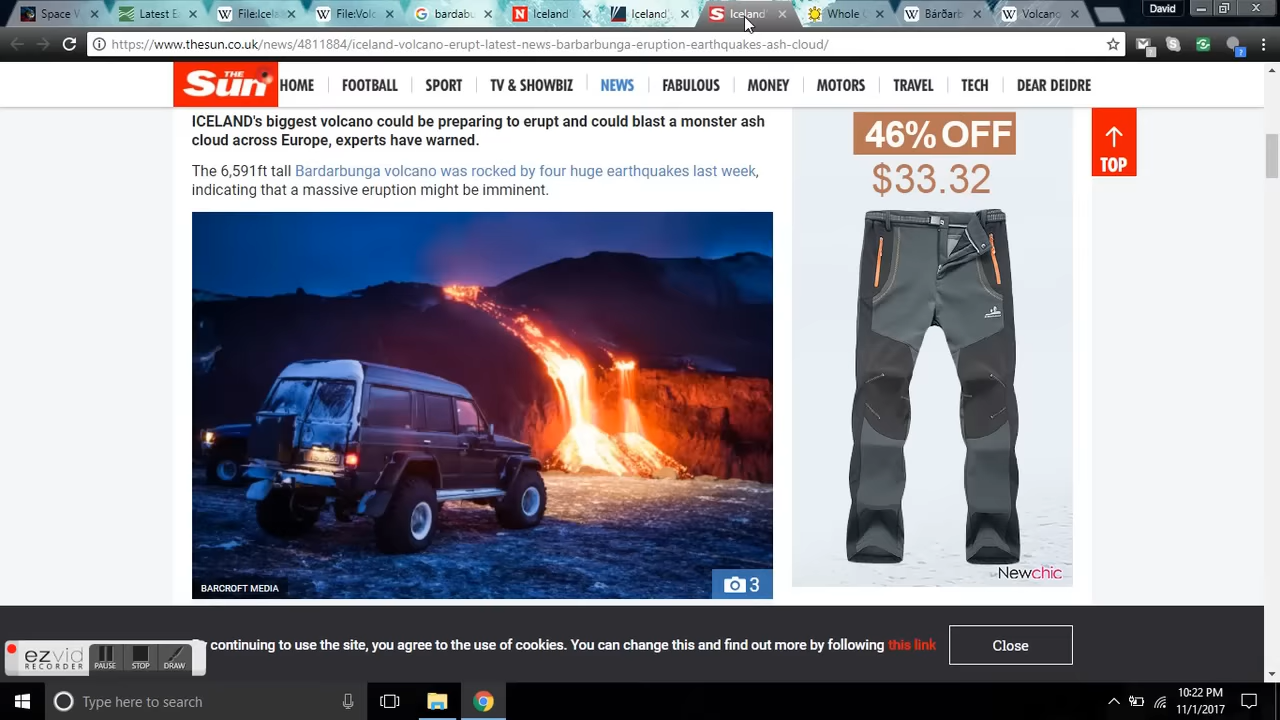 Space
Latest E
File:Icela
File:Volc
bardabu
Iceland
Iceland
Iceland
Whole
Bárðarb
Volcano
David
https://www.thesun.co.uk/news/4811884/iceland-volcano-erupt-latest-news-barbarbunga-eruption-earthquakes-ash-cloud/
THE Sun
HOME
FOOTBALL
SPORT
TV & SHOWBIZ
NEWS
FABULOUS
MONEY
MOTORS
TRAVEL
TECH
DEAR DEIDRE
ICELAND's biggest volcano could be preparing to erupt and could blast a monster ash
cloud across Europe, experts have warned.
The 6,591ft tall Bardarbunga volcano was rocked by four huge earthquakes last week,
indicating that a massive eruption might be imminent.
BARCROFT MEDIA
3
46% OFF
$33.32
Newchic
TOP
y continuing to use the site, you agree to the use of cookies. You can change this and find out more by following this link
Close
ezvid
RECORDER
PAUSE
STOP
DRAW
Type here to search
10:22 PM
11/1/2017